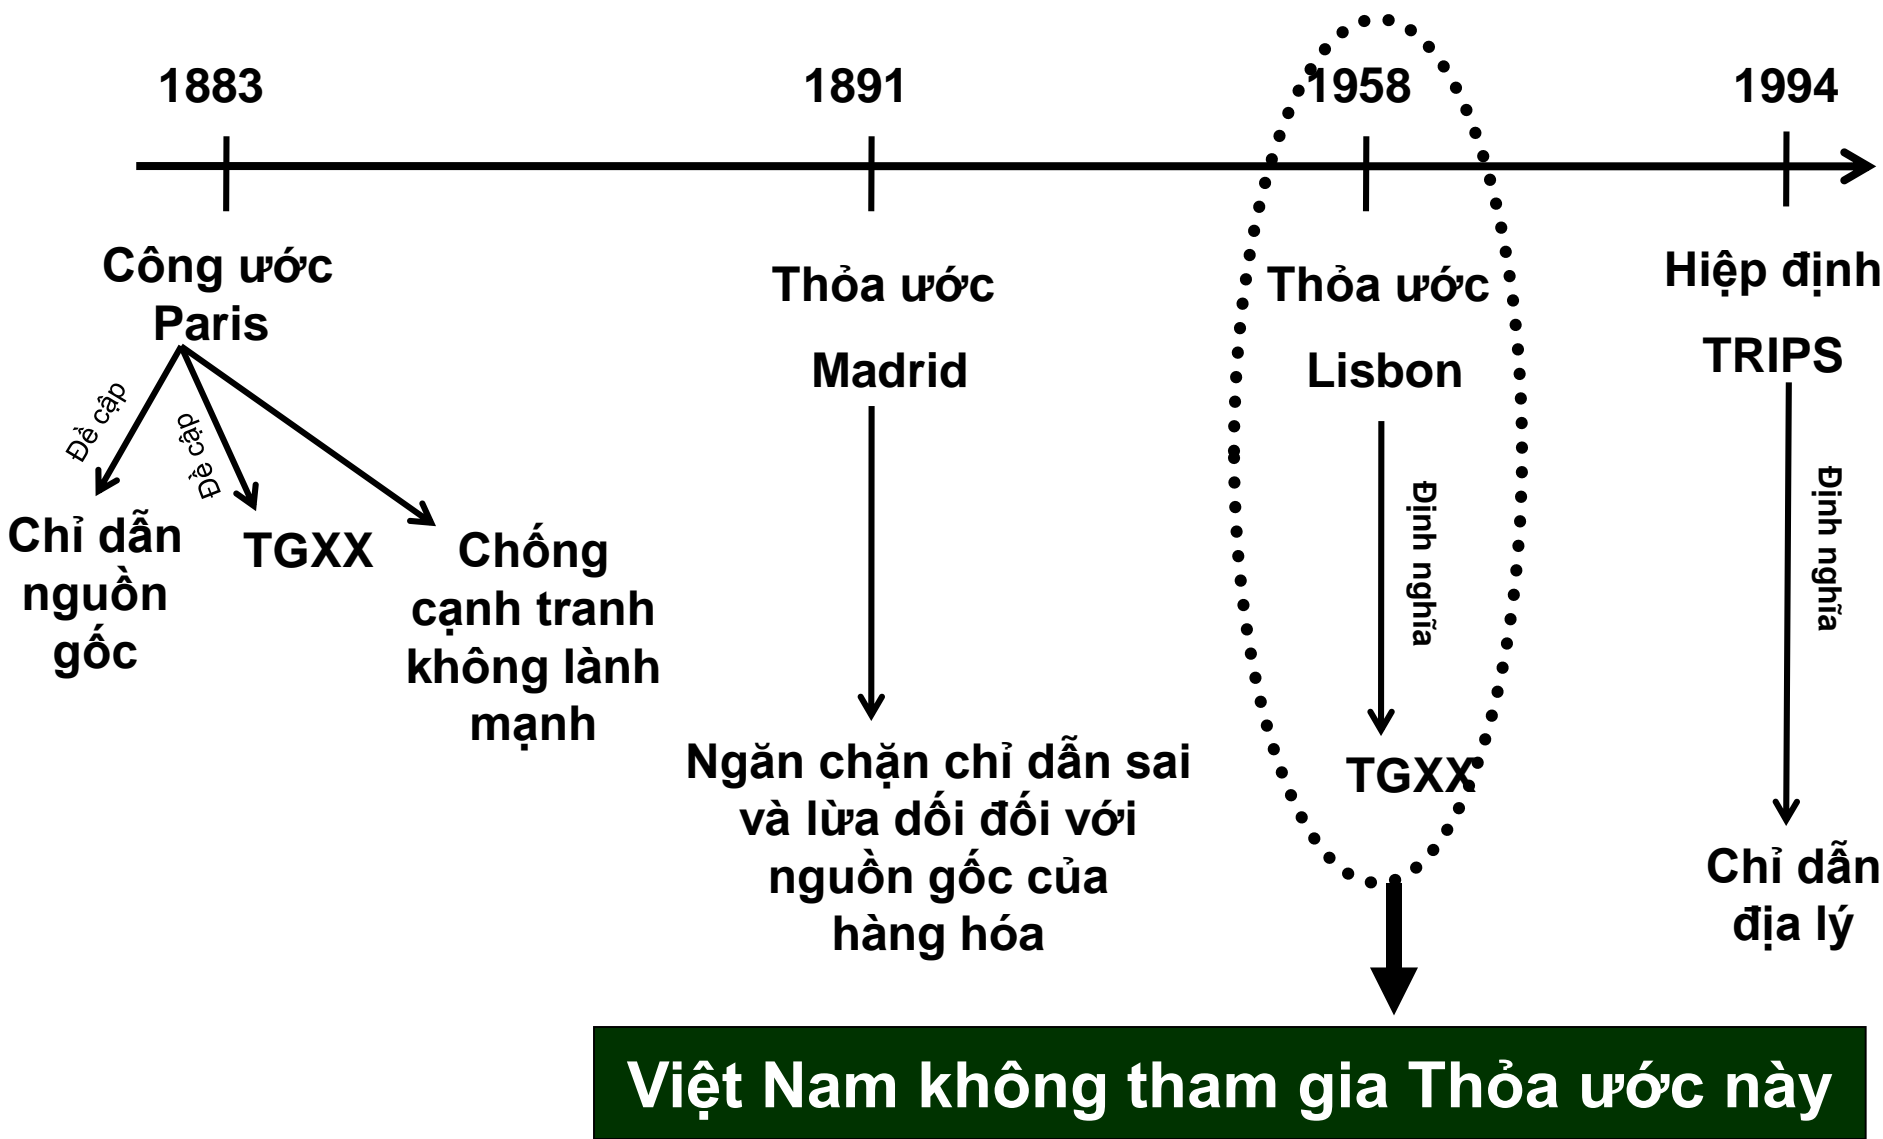 1883
1891
1958
1994
Công ước
Paris
Thỏa ước
Madrid
Thỏa ước
Lisbon
Hiệp định
TRIPS
Đề cập
Đề cập
Định nghĩa
Định nghĩa
Chỉ dẫn
nguồn
gốc
TGXX
Chống
cạnh tranh
không lành
mạnh
Ngăn chặn chỉ dẫn sai
và lừa dối đối với
nguồn gốc của
hàng hóa
TGXX
Chỉ dẫn
địa lý
Việt Nam không tham gia Thỏa ước này